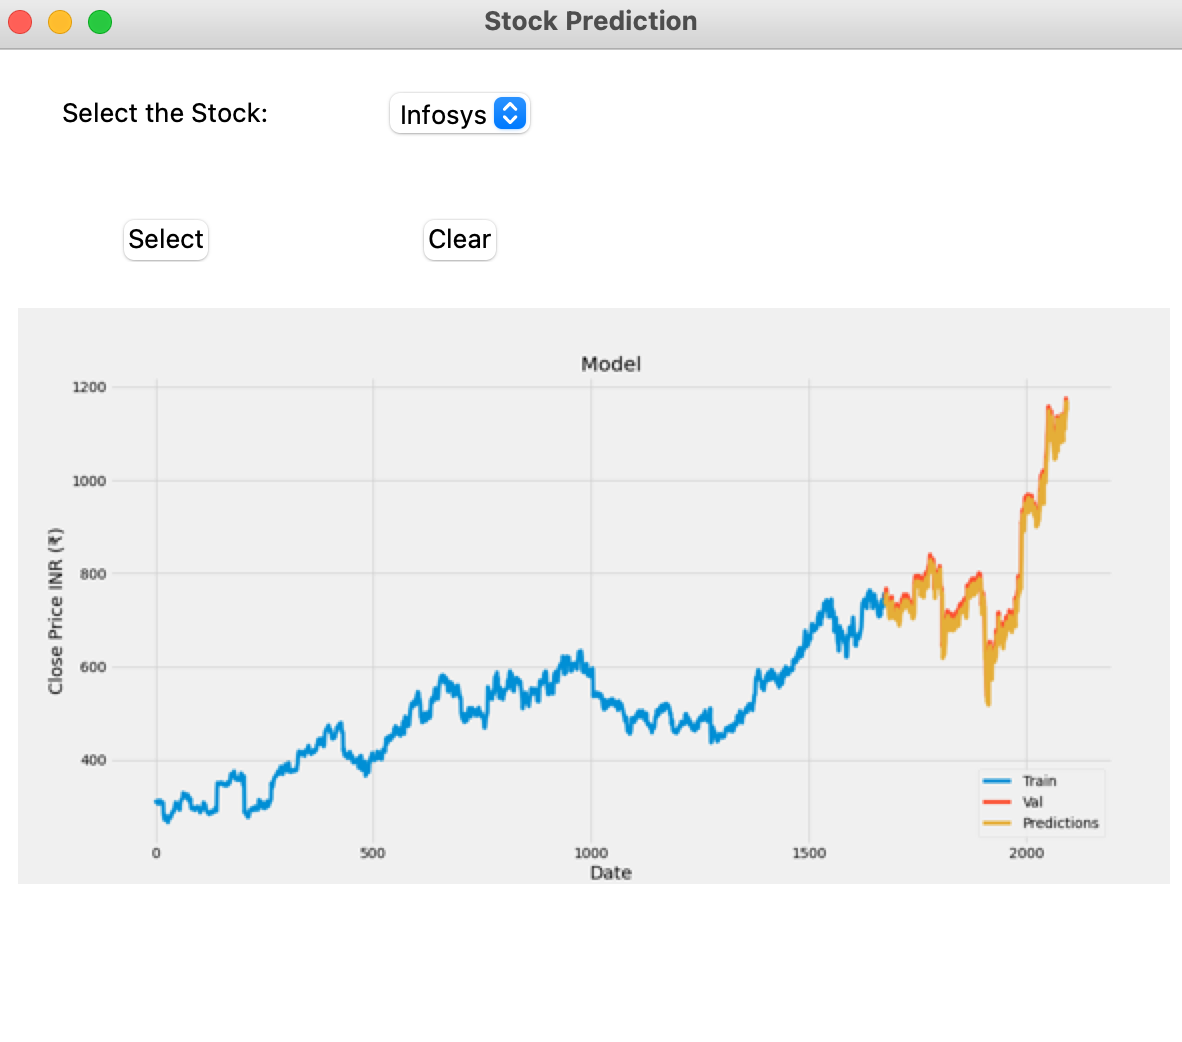 Stock Prediction
Select the Stock:
Infosys
Select
Clear
Model
1200
1000
800
600
400
Close Price INR (₹)
0
500
1000
1500
2000
Date
Train
Val
Predictions